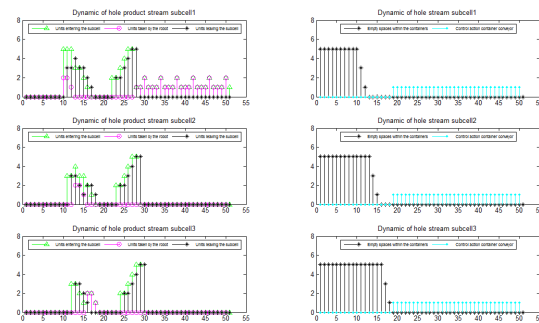 Dynamic of hole product stream subcell1
Units entering the subcell Units taken by the robot Units leaving the subcell
8
6
4
2
0
0 5 10 15 20 25 30 35 40 45 50 55
Dynamic of hole product stream subcell2
Units entering the subcell Units taken by the robot Units leaving the subcell
8
6
4
2
0
0 5 10 15 20 25 30 35 40 45 50 55
Dynamic of hole product stream subcell3
Units entering the subcell Units taken by the robot Units leaving the subcell
8
6
4
2
0
0 5 10 15 20 25 30 35 40 45 50 55
Dynamic of hole stream subcell1
Empty spaces within the containers Control action container conveyor
8
6
4
2
0
0 5 10 15 20 25 30 35 40 45 50 55
Dynamic of hole stream subcell2
Empty spaces within the containers Control action container conveyor
8
6
4
2
0
0 5 10 15 20 25 30 35 40 45 50 55
Dynamic of hole stream subcell3
Empty spaces within the containers Control action container conveyor
8
6
4
2
0
0 5 10 15 20 25 30 35 40 45 50 55